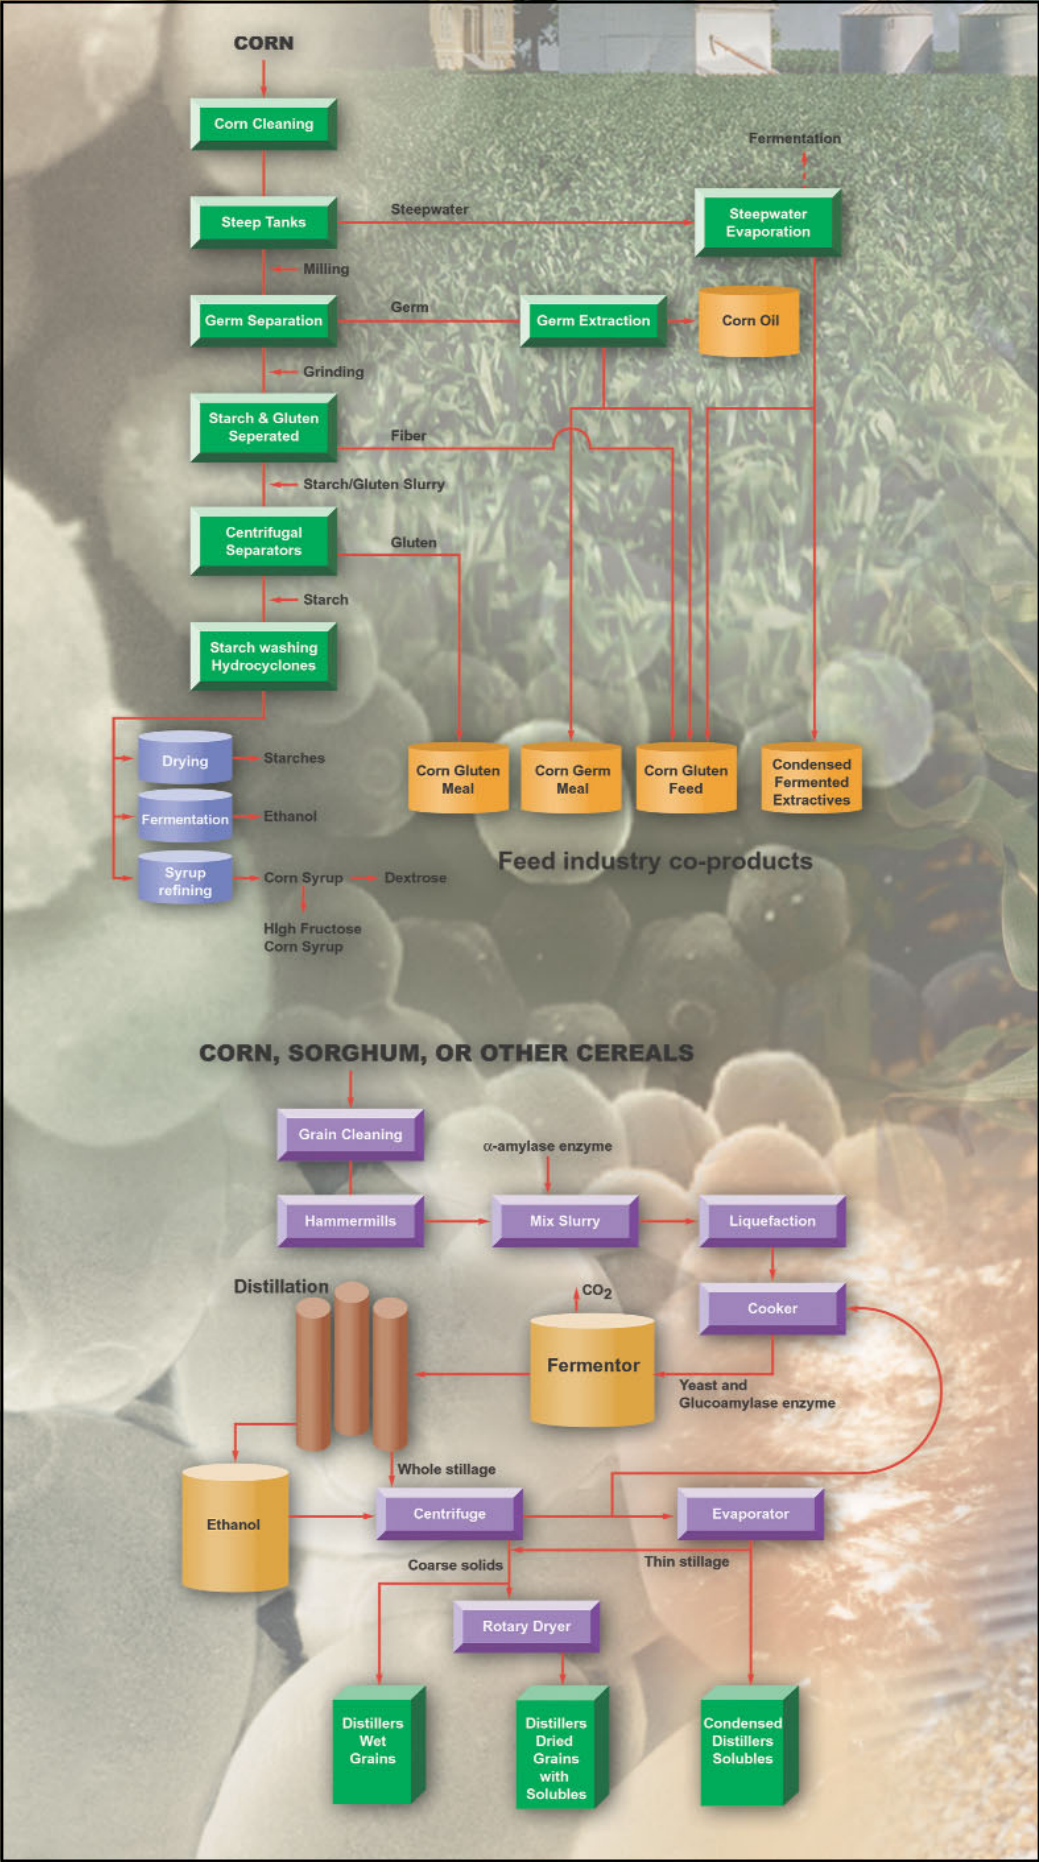 CORN
Corn Cleaning
Fermentation
Steep Tanks
Steepwater
Steepwater
Evaporation
Milling
Germ Separation
Germ
Germ Extraction
Corn Oil
Grinding
Starch & Gluten
Seperated
Fiber
Starch/Gluten Slurry
Centrifugal
Separators
Gluten
Starch
Starch washing
Hydrocyclones
Drying
Starches
Fermentation
Ethanol
Syrup
refining
Corn Syrup
Dextrose
HIgh Fructose
Corn Syrup
Corn Gluten
Meal
Corn Germ
Meal
Corn Gluten
Feed
Condensed
Fermented
Extractives
Feed industry co-products
CORN, SORGHUM, OR OTHER CEREALS
Grain Cleaning
α-amylase enzyme
Hammermills
Mix Slurry
Liquefaction
Distillation
CO2
Cooker
Fermentor
Yeast and
Glucoamylase enzyme
Whole stillage
Ethanol
Centrifuge
Evaporator
Coarse solids
Thin stillage
Rotary Dryer
Distillers
Wet
Grains
Distillers
Dried
Grains
with
Solubles
Condensed
Distillers
Solubles